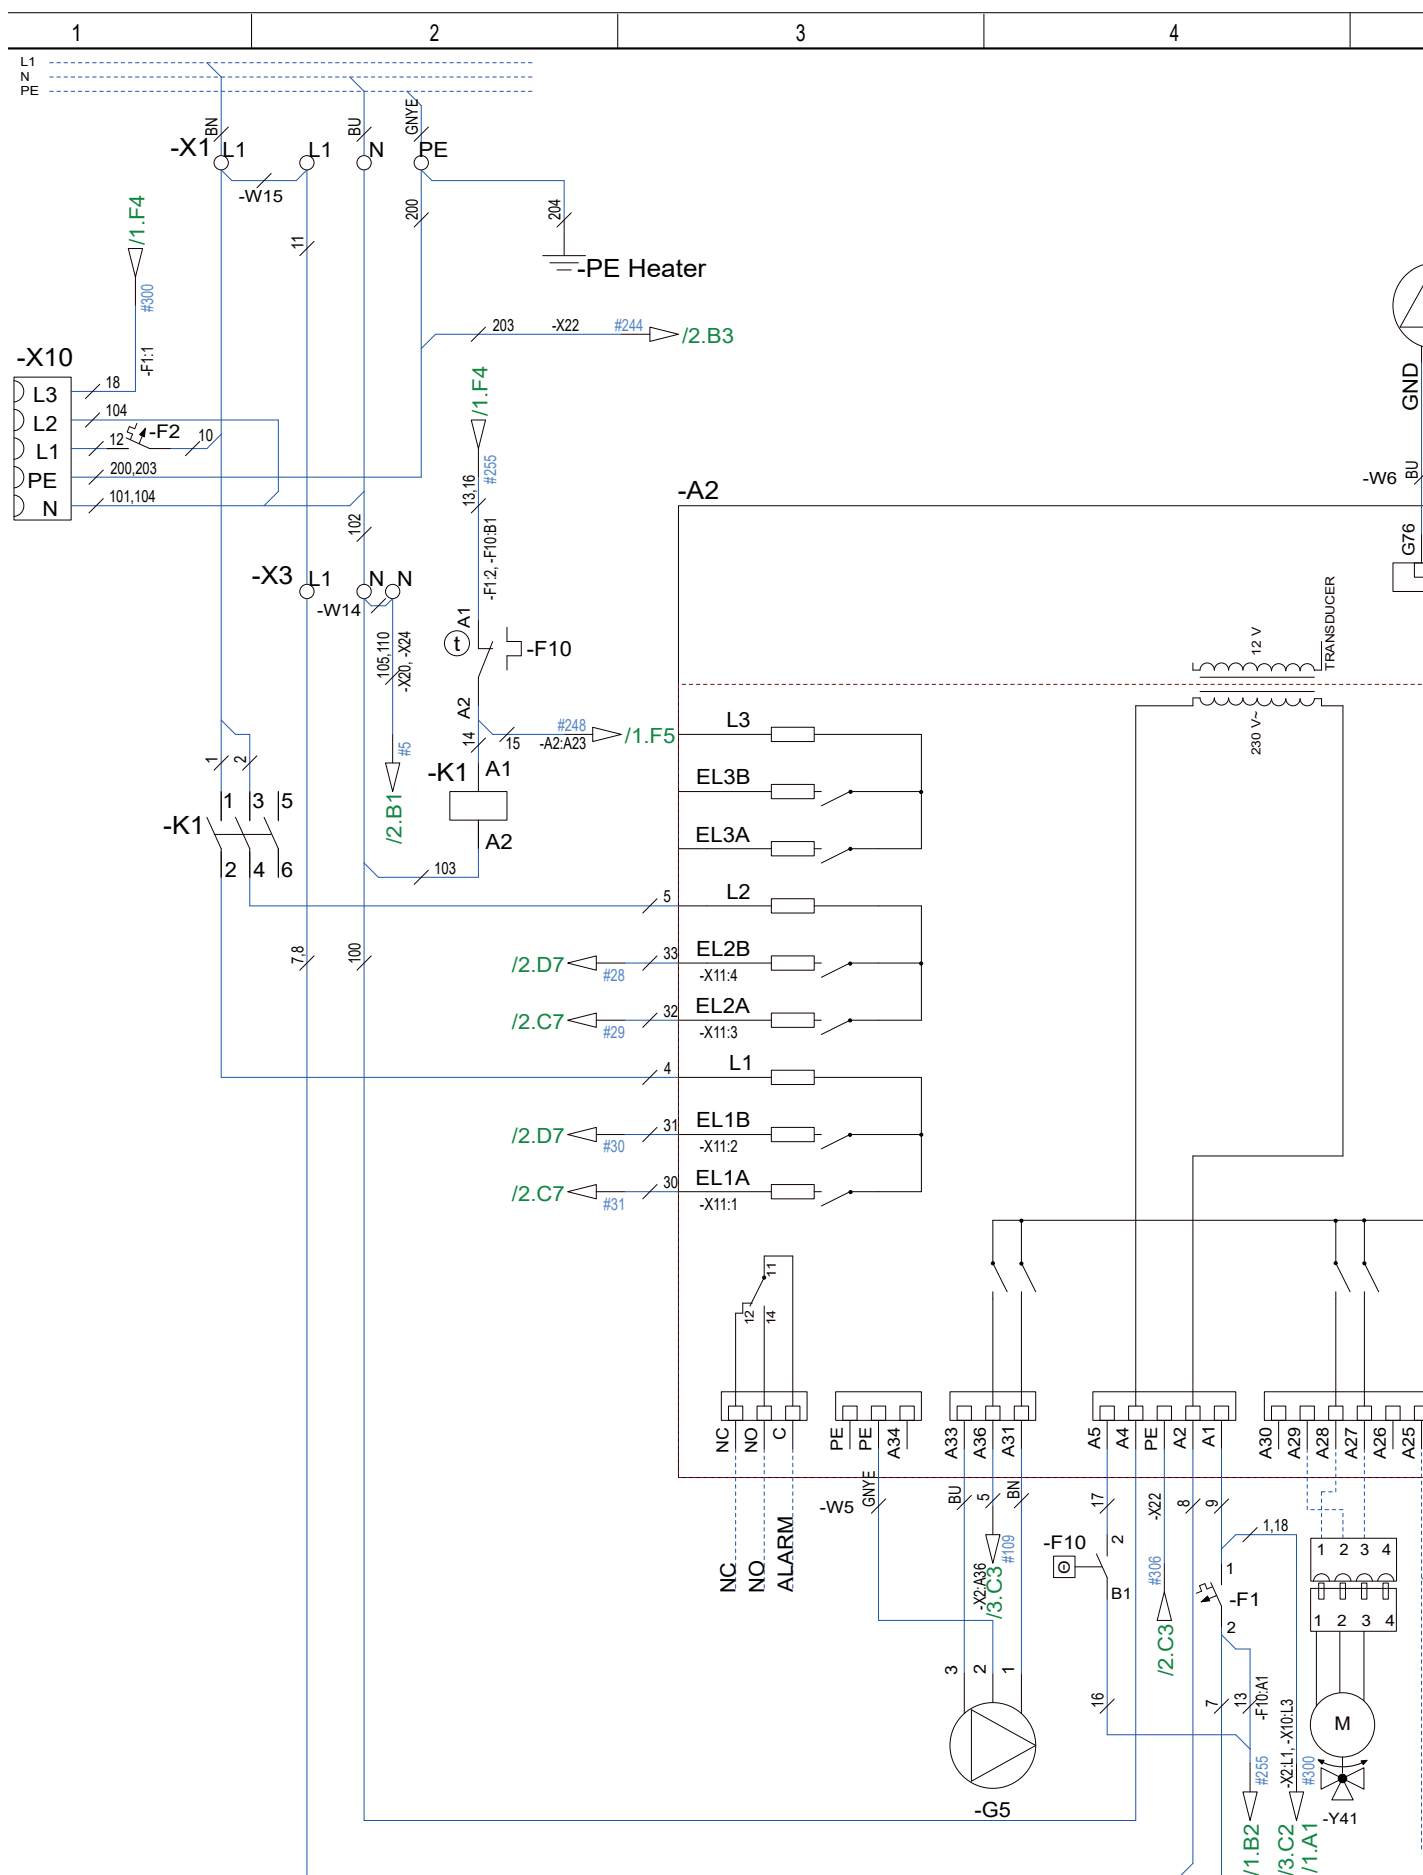 1 2 3 4
L1
N
PE
BN BU GNYE
-X1 L1 L1 N PE
-W15
/1.F4
#300
-F1:1
11
200
204
-PE Heater
203 -X22 #244 /2.B3
-X10
L3 18
L2 104
L1 12 -F2 10
PE 200,203
N 101,104
/1.F4
#255
13,16
-F1:2, -F10:B1
GND
BU
-W6
G76
-A2
102
-X3 L1 N N
-W14
105,110
-X20, -X24
#5
/2.B1
A1
t
-F10
A2
14
15
#248
-A2:A23
/1.F5
12 V
TRANSDUCER
230 V~
L3
EL3B
EL3A
1 2
-K1
1 3 5
2 4 6
-K1 A1
A2
103
5 L2
7,8
100
/2.D7 #28 33 EL2B
-X11:4
/2.C7 #29 32 EL2A
-X11:3
4 L1
/2.D7 #30 31 EL1B
-X11:2
/2.C7 #31 30 EL1A
-X11:1
11
12 14
NC NO C
PE PE A34
A33 A36 A31
A5 A4 PE A2 A1
A30 A29 A28 A27 A26 A25
NC NO ALARM
-W5 GNYE
BU 5 BN
-X2:A36
#109
/3.C3
17
-F10
2
B1
16
-X22
#306
/2.C3
8 9
1,18
1
-F1
2
7
13
-F10:A1
#255
/1.B2
-X2:L1, -X10:L3
#300
/3.C2
/1.A1
3 2 1
-G5
1 2 3 4
1 2 3 4
M
-Y41